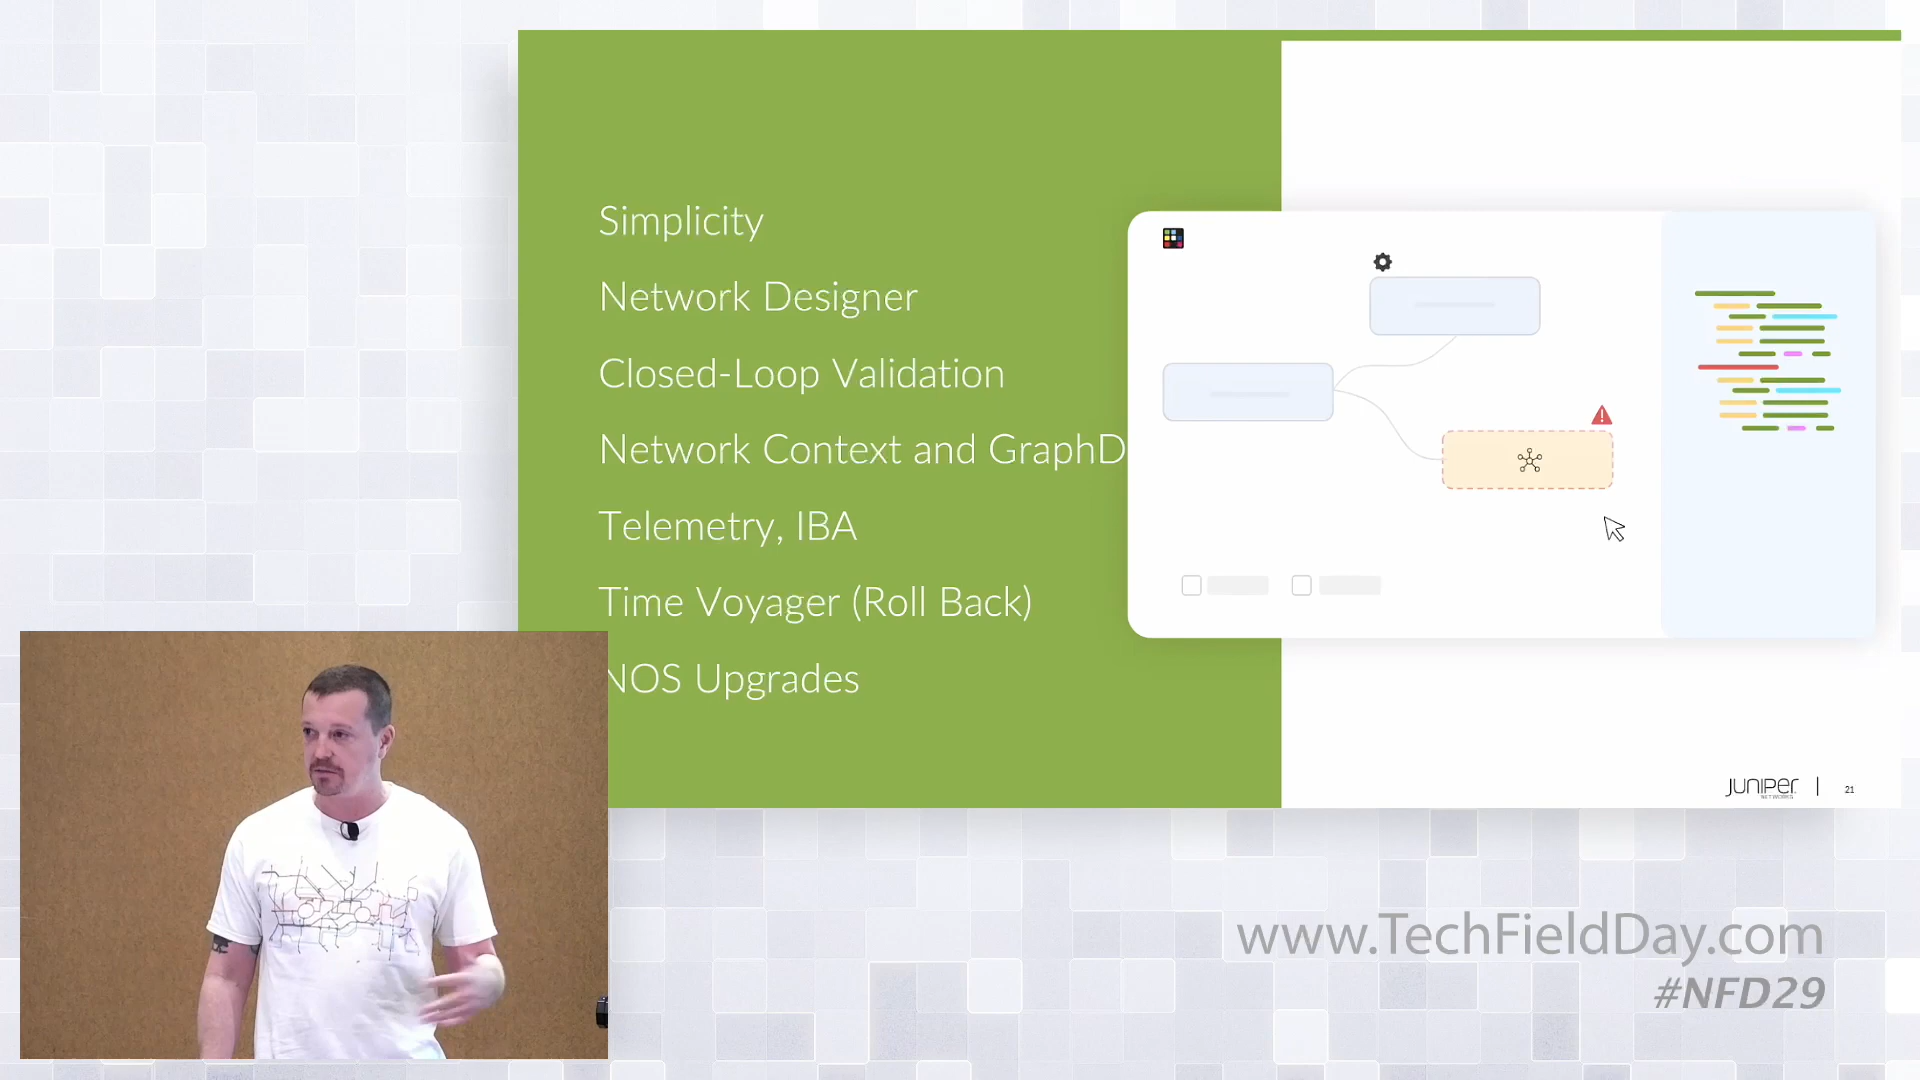 Simplicity
Network Designer
Closed-Loop Validation
Network Context and GraphD
Telemetry, IBA
Time Voyager (Roll Back)
NOS Upgrades
JUNIPER
NETWORKS
21
www.TechFieldDay.com
#NFD29